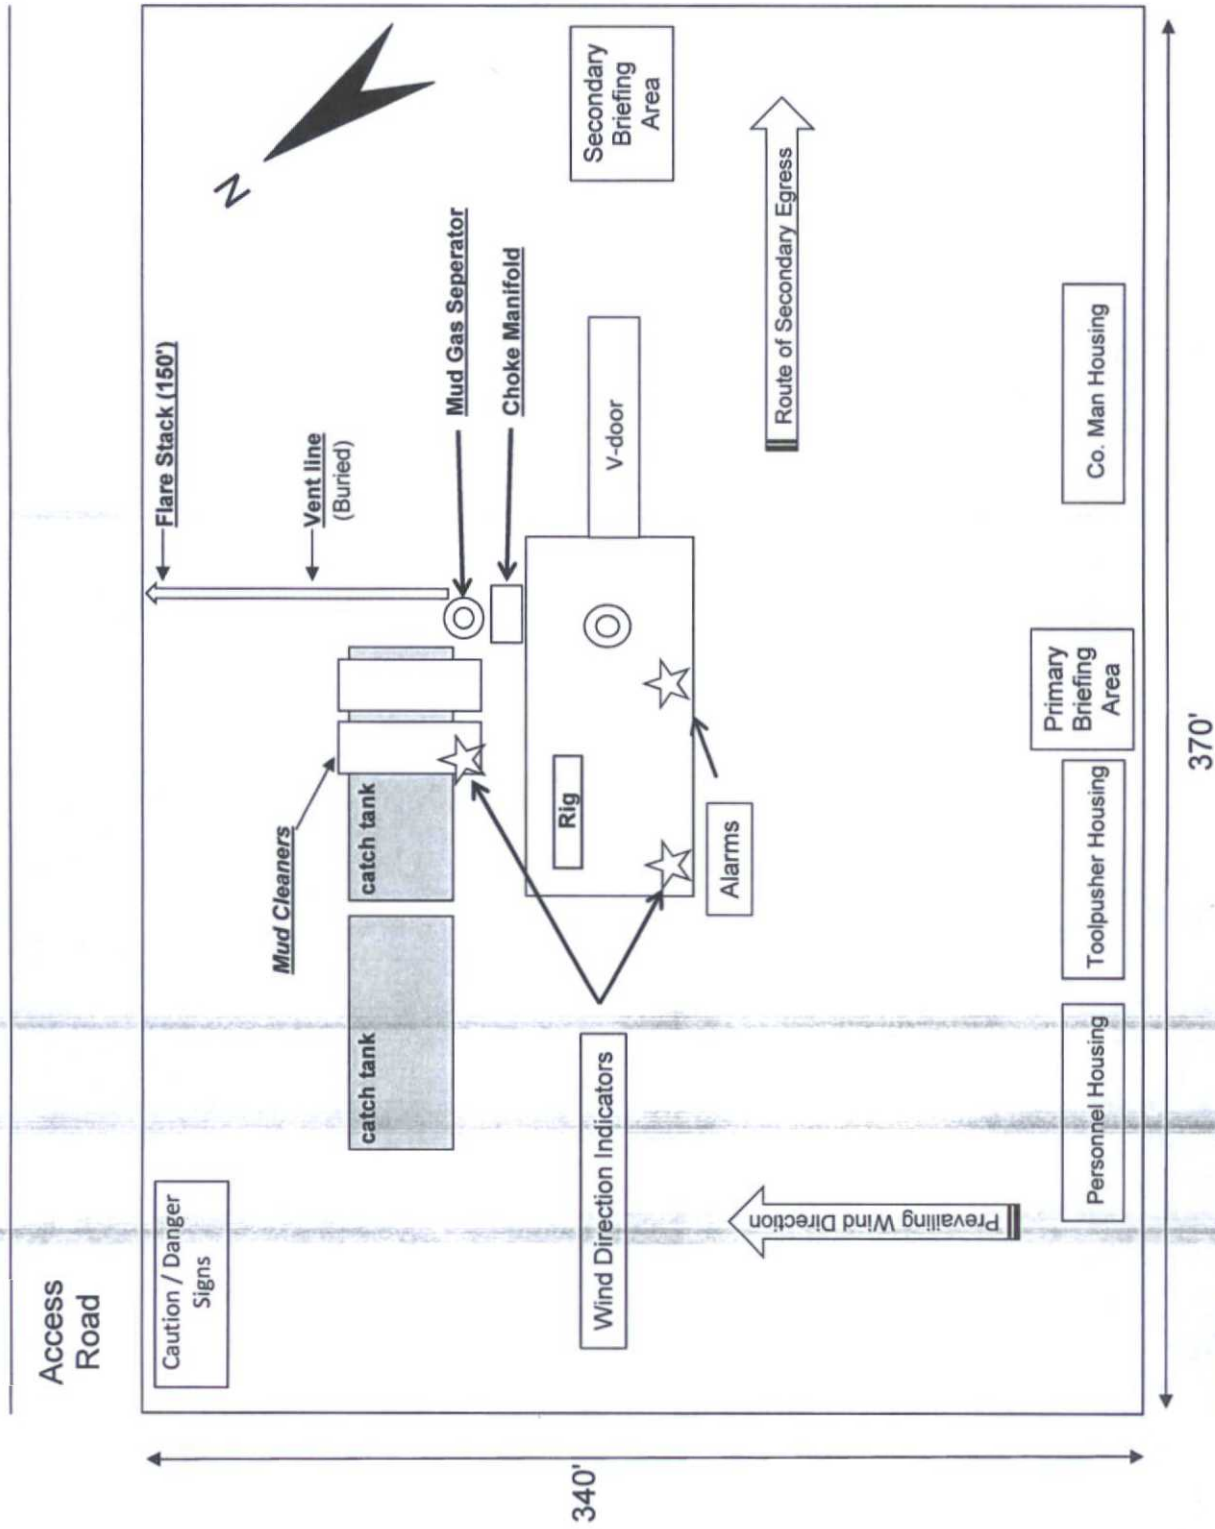 Access
Road
Caution / Danger
Signs
Flare Stack (150')
Vent line
(Buried)
N
Mud Cleaners
catch tank
catch tank
Mud Gas Seperator
Choke Manifold
Secondary
Briefing
Area
Rig
V-door
Wind Direction Indicators
Alarms
Route of Secondary Egress
Prevailing Wind Direction
Personnel Housing
Toolpusher Housing
Primary
Briefing
Area
Co. Man Housing
340'
370'